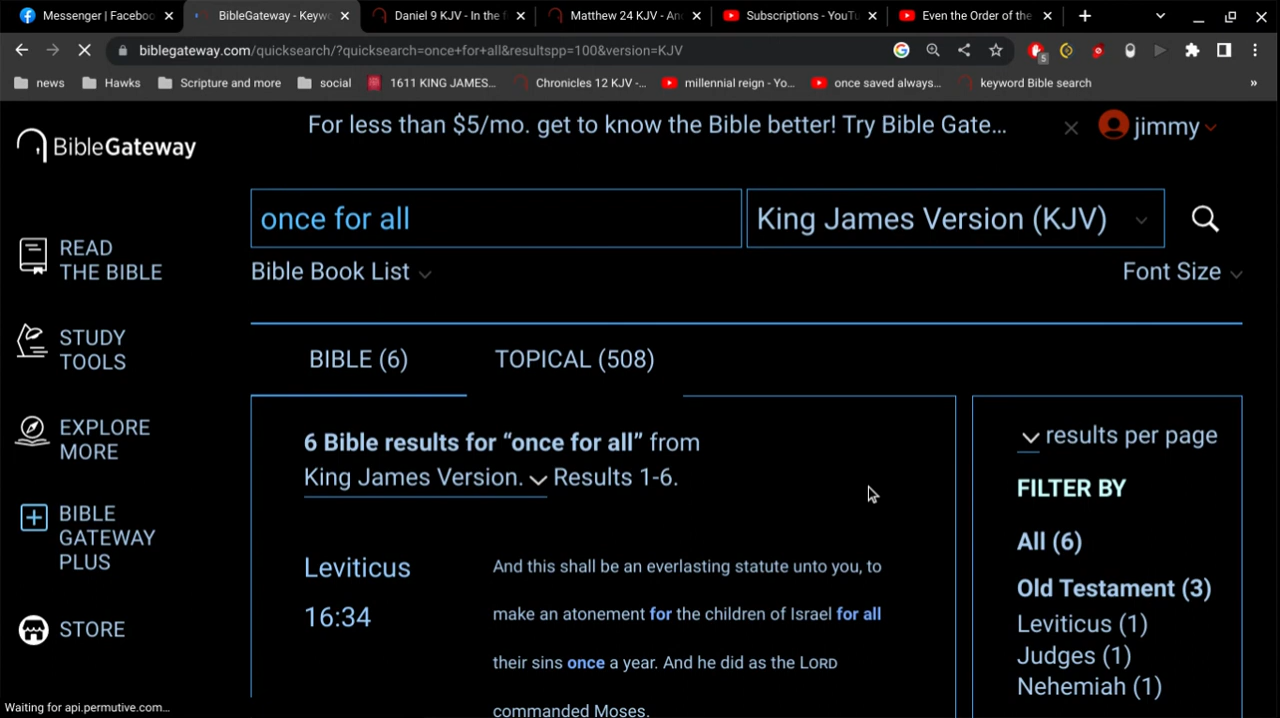 Messenger | Faceboo
BibleGateway - Keywo
Daniel 9 KJV - In the f
Matthew 24 KJV - And
Subscriptions - YouTu
Even the Order of the
biblegateway.com/quicksearch/?quicksearch=once+for+all&resultspp=100&version=KJV
5
news
Hawks
Scripture and more
social
1611 KING JAMES...
Chronicles 12 KJV -...
millennial reign - Yo...
once saved always...
keyword Bible search
»
For less than $5/mo. get to know the Bible better! Try Bible Gate...
jimmy
BibleGateway
once for all
King James Version (KJV)
Bible Book List
Font Size
READ
THE BIBLE
STUDY
TOOLS
EXPLORE
MORE
BIBLE
GATEWAY
PLUS
STORE
BIBLE (6)
TOPICAL (508)
6 Bible results for “once for all” from
King James Version. Results 1-6.
Leviticus
16:34
And this shall be an everlasting statute unto you, to
make an atonement for the children of Israel for all
their sins once a year. And he did as the LORD
commanded Moses.
results per page
FILTER BY
All (6)
Old Testament (3)
Leviticus (1)
Judges (1)
Nehemiah (1)
Waiting for api.permutive.com...